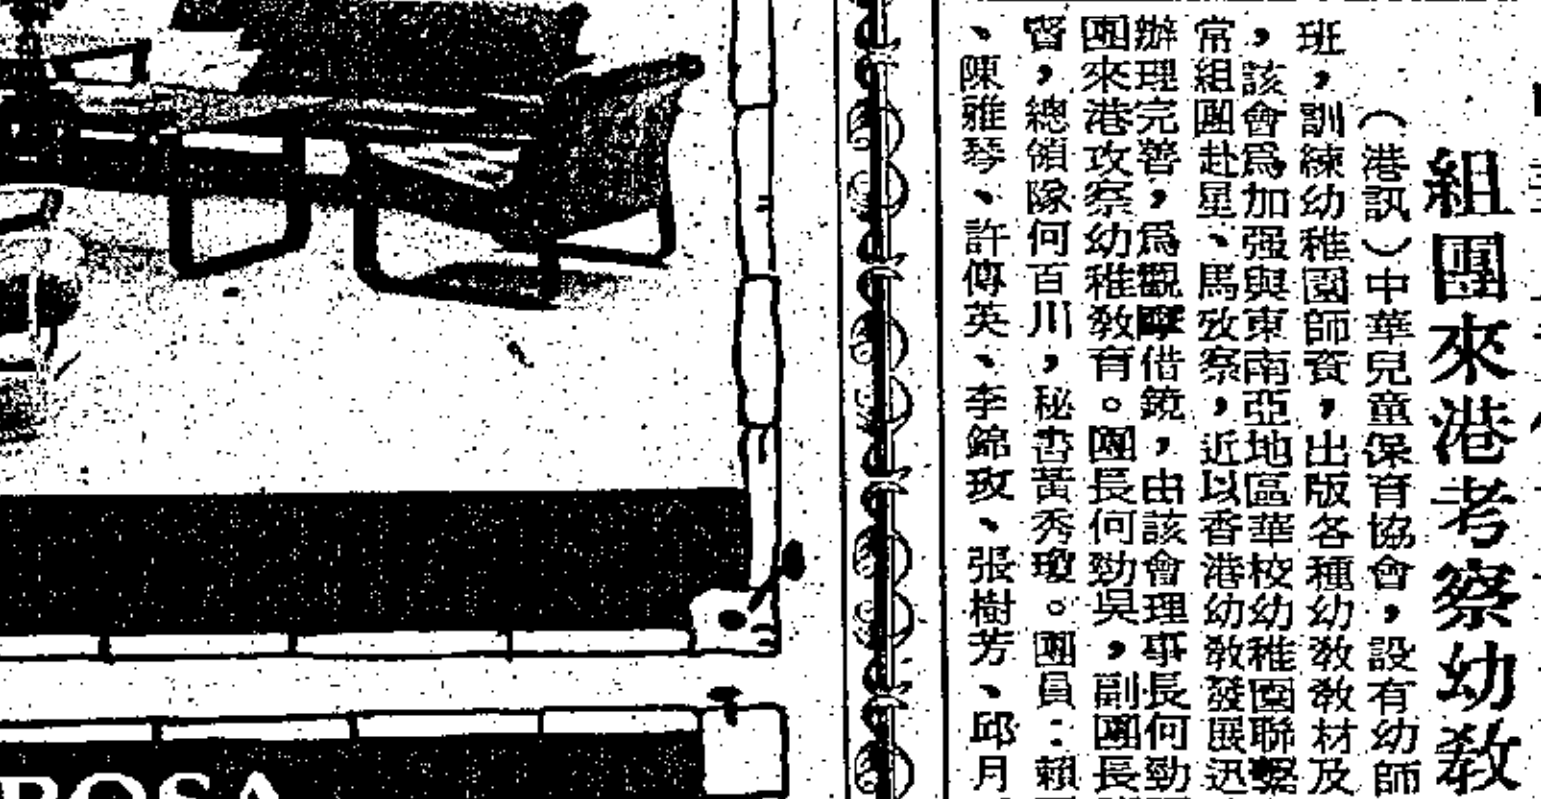 組團來港考察幼教
（港訊）中華兒童保育協會，設有幼師
班，訓練幼稚園師資，出版各種幼教教材及
，該會爲加强與東南亞地區華校幼稚園聯繫
常組團赴星、馬攷察，近以香港幼教發展迅
辦理完善，爲觀摩借鏡，由該會理事長何勁
團來港攷察幼稚教育。團長何勁吳，副團長
督，總領隊何百川，秘書黃秀瓊。團員：賴
、陳雅琴、許傳英、李錦玫、張樹芳、邱月
ROSA